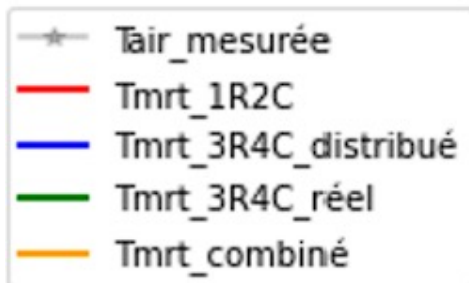 Tair_mesurée
Tmrt_1R2C
Tmrt_3R4C_distribué
Tmrt_3R4C_réel
Tmrt_combiné